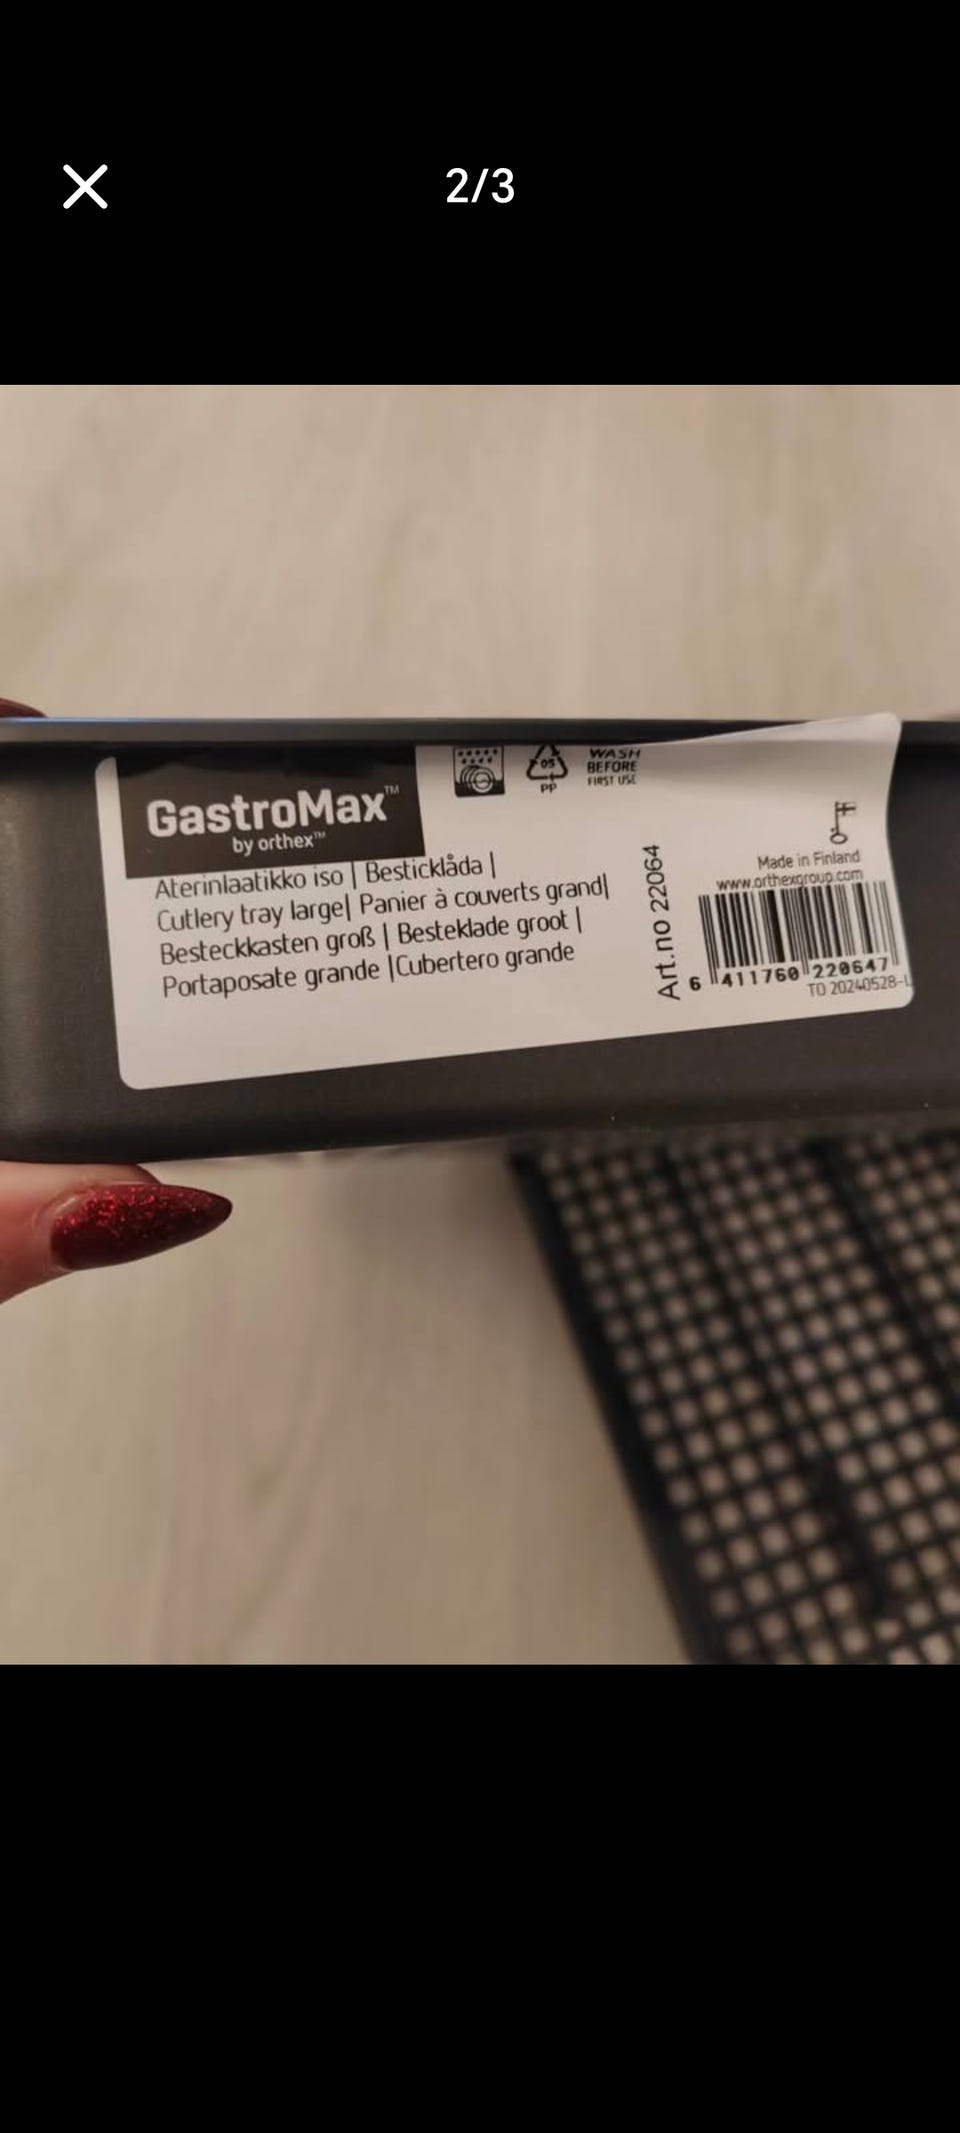 2/3
GastroMax™
by orthex™
Aterinlaatikko iso | Besticklåda |
Cutlery tray large| Panier à couverts grand|
Besteckkasten groß | Besteklade groot |
Portaposate grande |Cubertero grande
05
PP
WASH
BEFORE
FIRST USE
Art.no 22064
Made in Finland
www.orthexgroup.com
6 411760 220647
TO 20240528-L